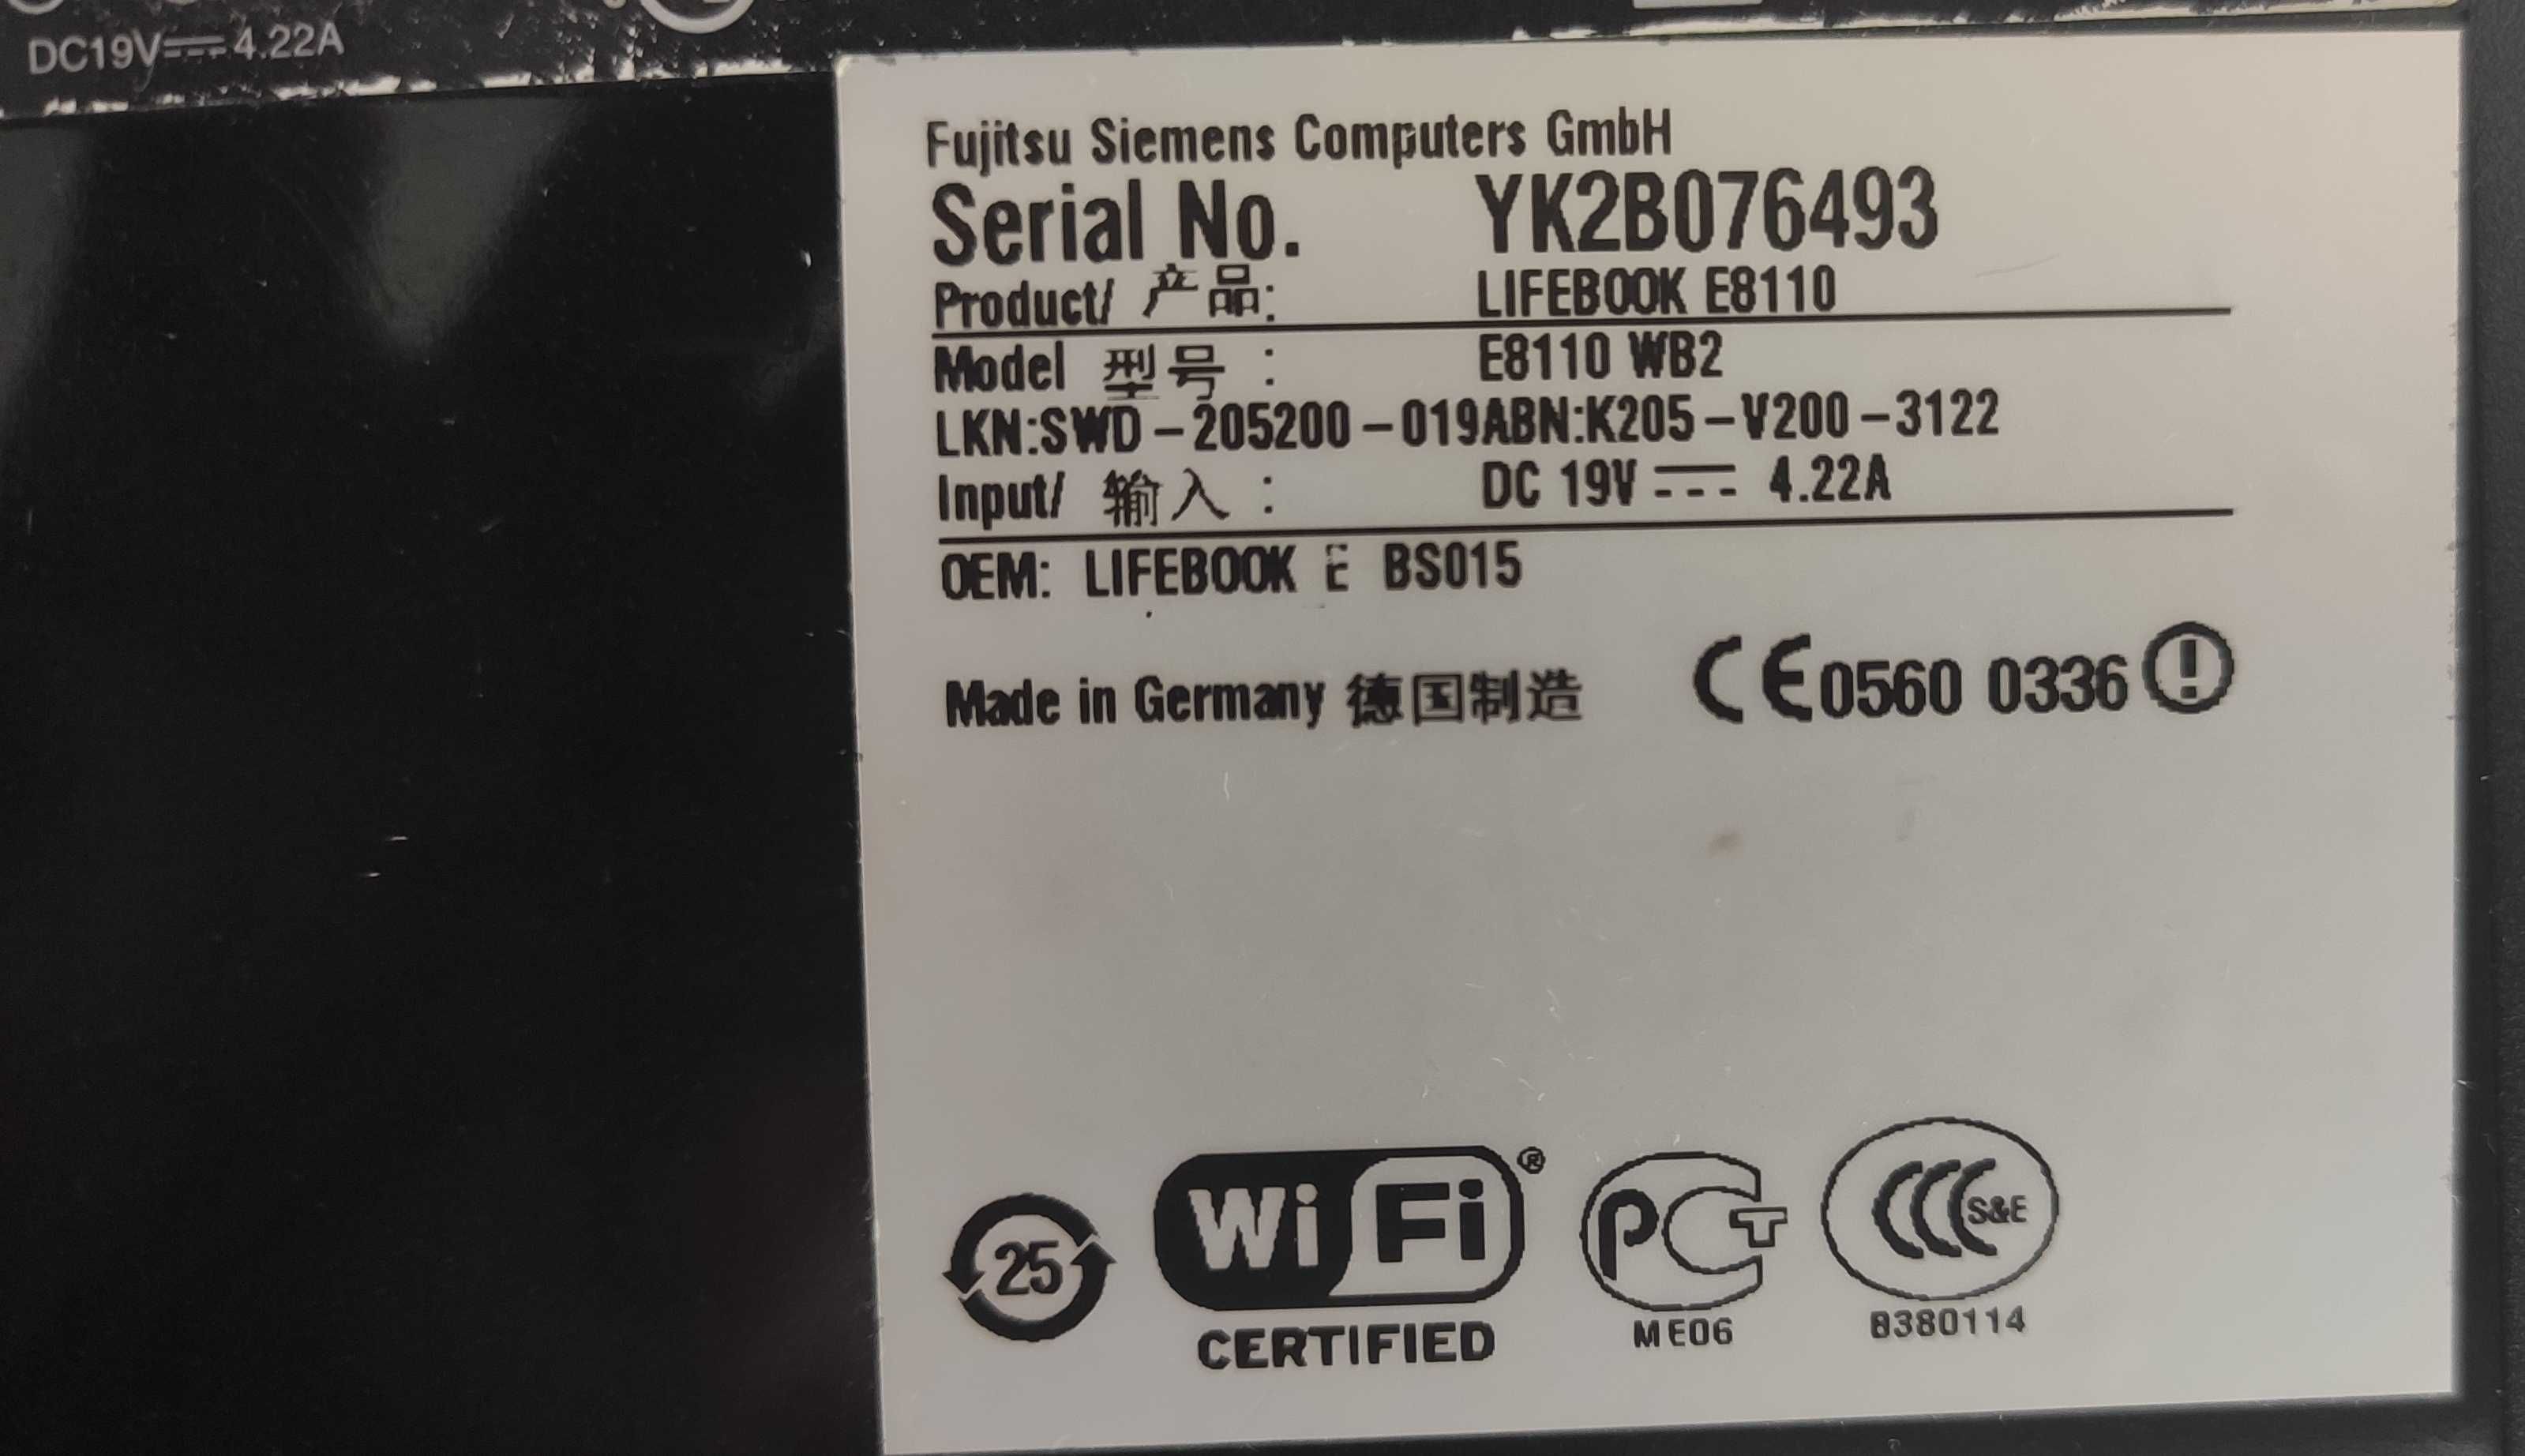 DC19V⎓4.22A
Fujitsu Siemens Computers GmbH
Serial No. YK2B076493
Product/ 产品: LIFEBOOK E8110
Model 型号 : E8110 WB2
LKN:SWD-205200-019ABN:K205-V200-3122
Input/ 输入 : DC 19V ⎓ 4.22A
OEM: LIFEBOOK E BS015
Made in Germany 德国制造 CE0560 0336
25
Wi Fi ®
CERTIFIED
PCT
ME06
CCC S&E
B380114